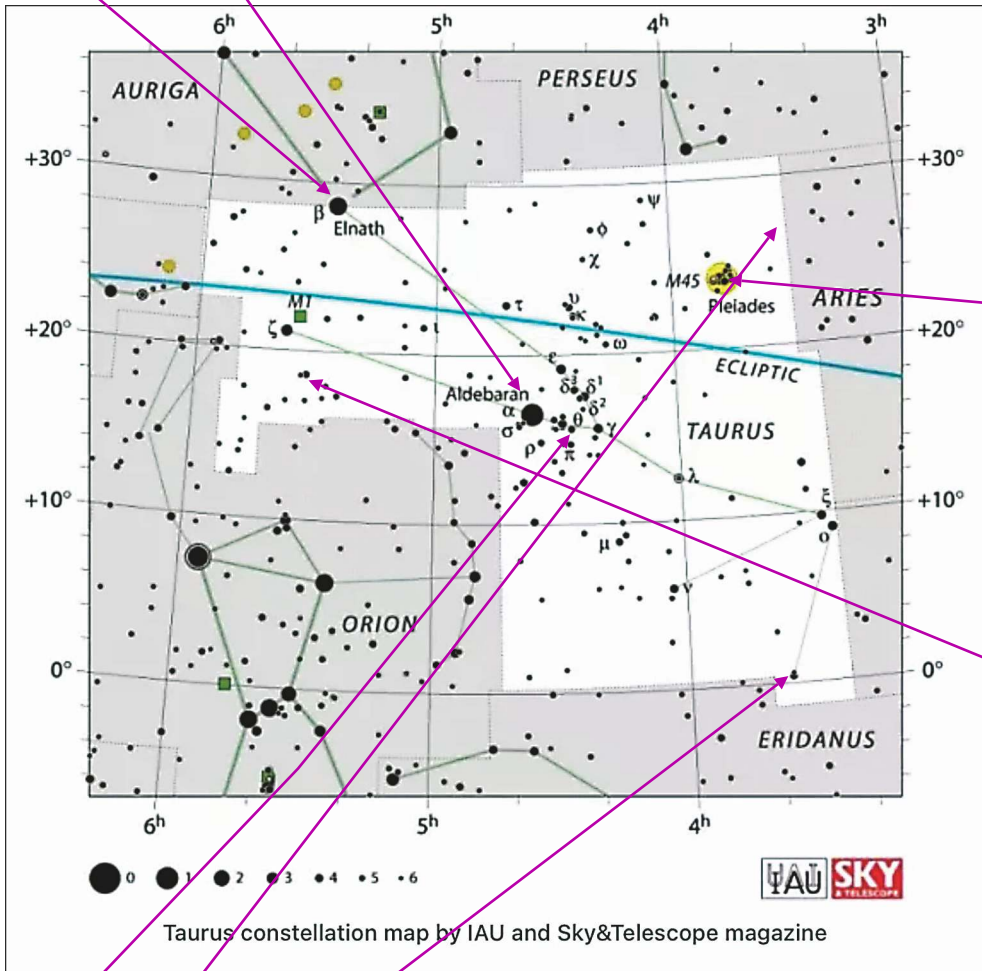 6h 5h 4h 3h
AURIGA
PERSEUS
+30° +30°
ψ
β
Elnath
ϕ
χ
M45
Pleiades
ARIES
M1
τ
υ
κ
+20° +20°
ζ
ι
ω
ε
ECLIPTIC
δ³ δ¹
Aldebaran
δ²
α
θ
σ
γ
TAURUS
ρ
π
λ
+10° +10°
ξ
ο
μ
ν
ORION
0° 0°
ERIDANUS
6h 5h 4h
0 1 2 3 4 5 6
IAU
SKY
& TELESCOPE
Taurus constellation map by IAU and Sky&Telescope magazine